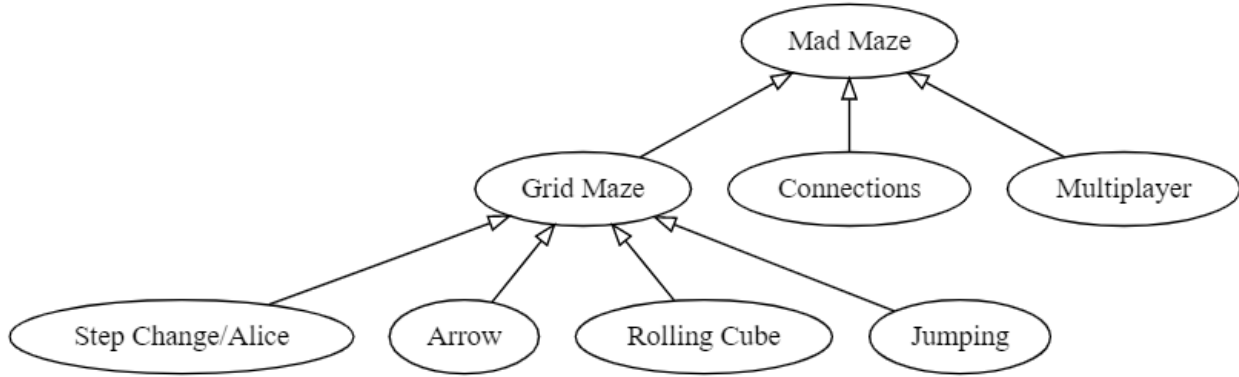 Mad Maze
Grid Maze
Connections
Multiplayer
Step Change/Alice
Arrow
Rolling Cube
Jumping